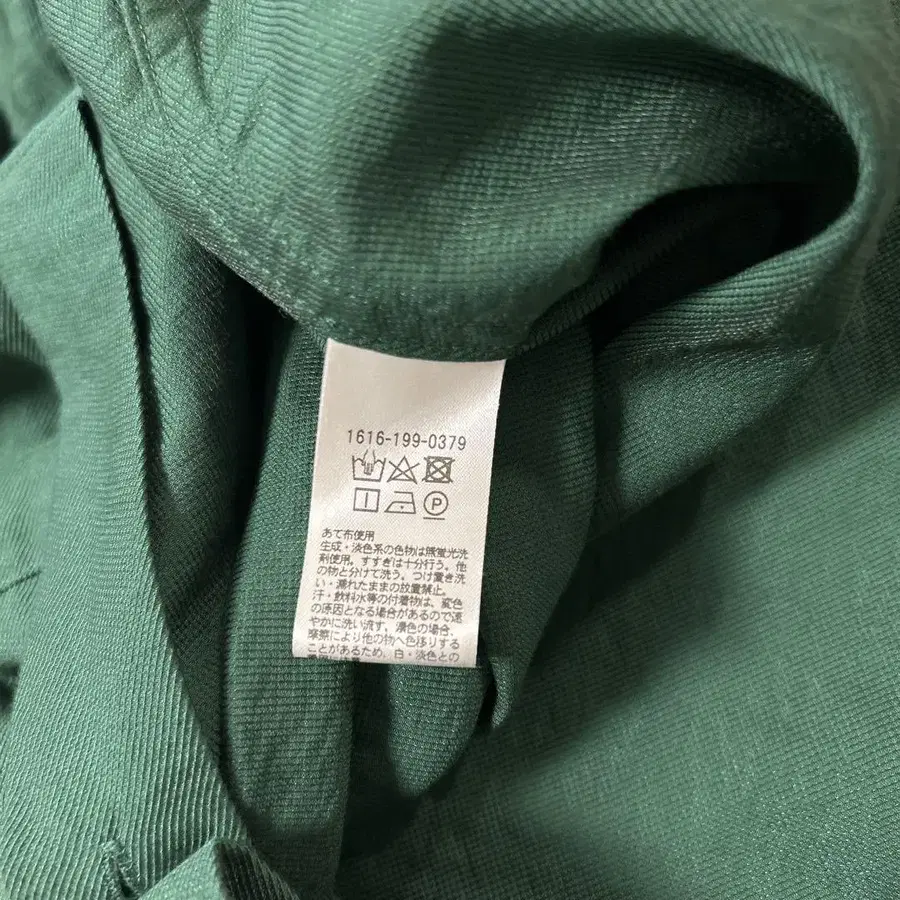 1616-199-0379
P
あて布使用
生成・淡色系の色物は無蛍光洗
剤使用。すすぎは十分行う。他
の物と分けて洗う。つけ置き洗
い・濡れたままの放置禁止。
汗・飲料水等の付着物は、変色
の原因となる場合があるので速
やかに洗い流す。濃色の場合、
摩擦により他の物へ色移りする
ことがあるため、白・淡色との